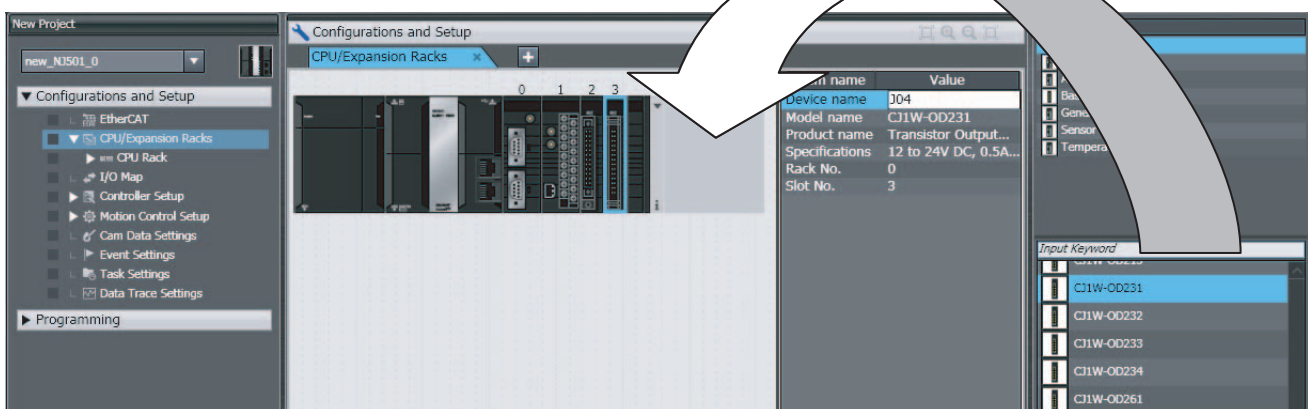 New Project
new_NJ501_0
Configurations and Setup
EtherCAT
CPU/Expansion Racks
CPU Rack
I/O Map
Controller Setup
Motion Control Setup
Cam Data Settings
Event Settings
Task Settings
Data Trace Settings
Programming
Configurations and Setup
CPU/Expansion Racks
0 1 2 3
name Value
Device name J04
Model name CJ1W-OD231
Product name Transistor Output...
Specifications 12 to 24V DC, 0.5A...
Rack No. 0
Slot No. 3
Sensor
Input Keyword
CJ1W-OD231
CJ1W-OD232
CJ1W-OD233
CJ1W-OD234
CJ1W-OD261